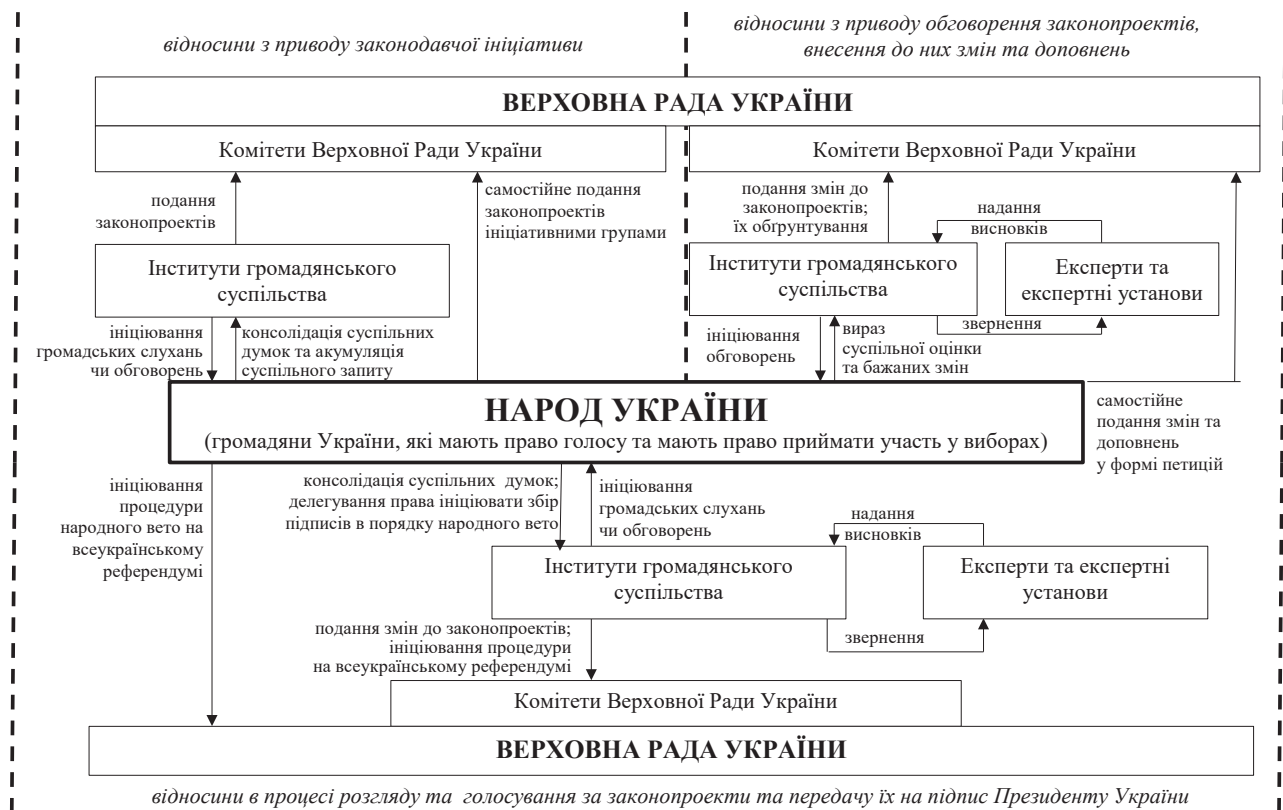 відносини з приводу законодавчої ініціативи
відносини з приводу обговорення законопроектів,
внесення до них змін та доповнень
ВЕРХОВНА РАДА УКРАЇНИ
Комітети Верховної Ради України
Комітети Верховної Ради України
подання
законопроектів
самостійне подання
законопроектів
ініціативними групами
подання змін до
законопроектів;
їх обґрунтування
надання
висновків
Інститути громадянського
суспільства
Інститути громадянського
суспільства
Експерти та
експертні установи
ініціювання
громадських слухань
чи обговорень
консолідація суспільних
думок та акумуляція
суспільного запиту
ініціювання
обговорень
вираз
суспільної оцінки
та бажаних змін
звернення
НАРОД УКРАЇНИ
(громадяни України, які мають право голосу та мають право приймати участь у виборах)
самостійне
подання змін та
доповнень
у формі петицій
ініціювання
процедури
народного вето на
всеукраїнському
референдумі
консолідація суспільних думок;
делегування права ініціювати збір
підписів в порядку народного вето
ініціювання
громадських слухань
чи обговорень
надання
висновків
Інститути громадянського
суспільства
Експерти та експертні
установи
подання змін до законопроектів;
ініціювання процедури
на всеукраїнському референдумі
звернення
Комітети Верховної Ради України
ВЕРХОВНА РАДА УКРАЇНИ
відносини в процесі розгляду та голосування за законопроекти та передачу їх на підпис Президенту України